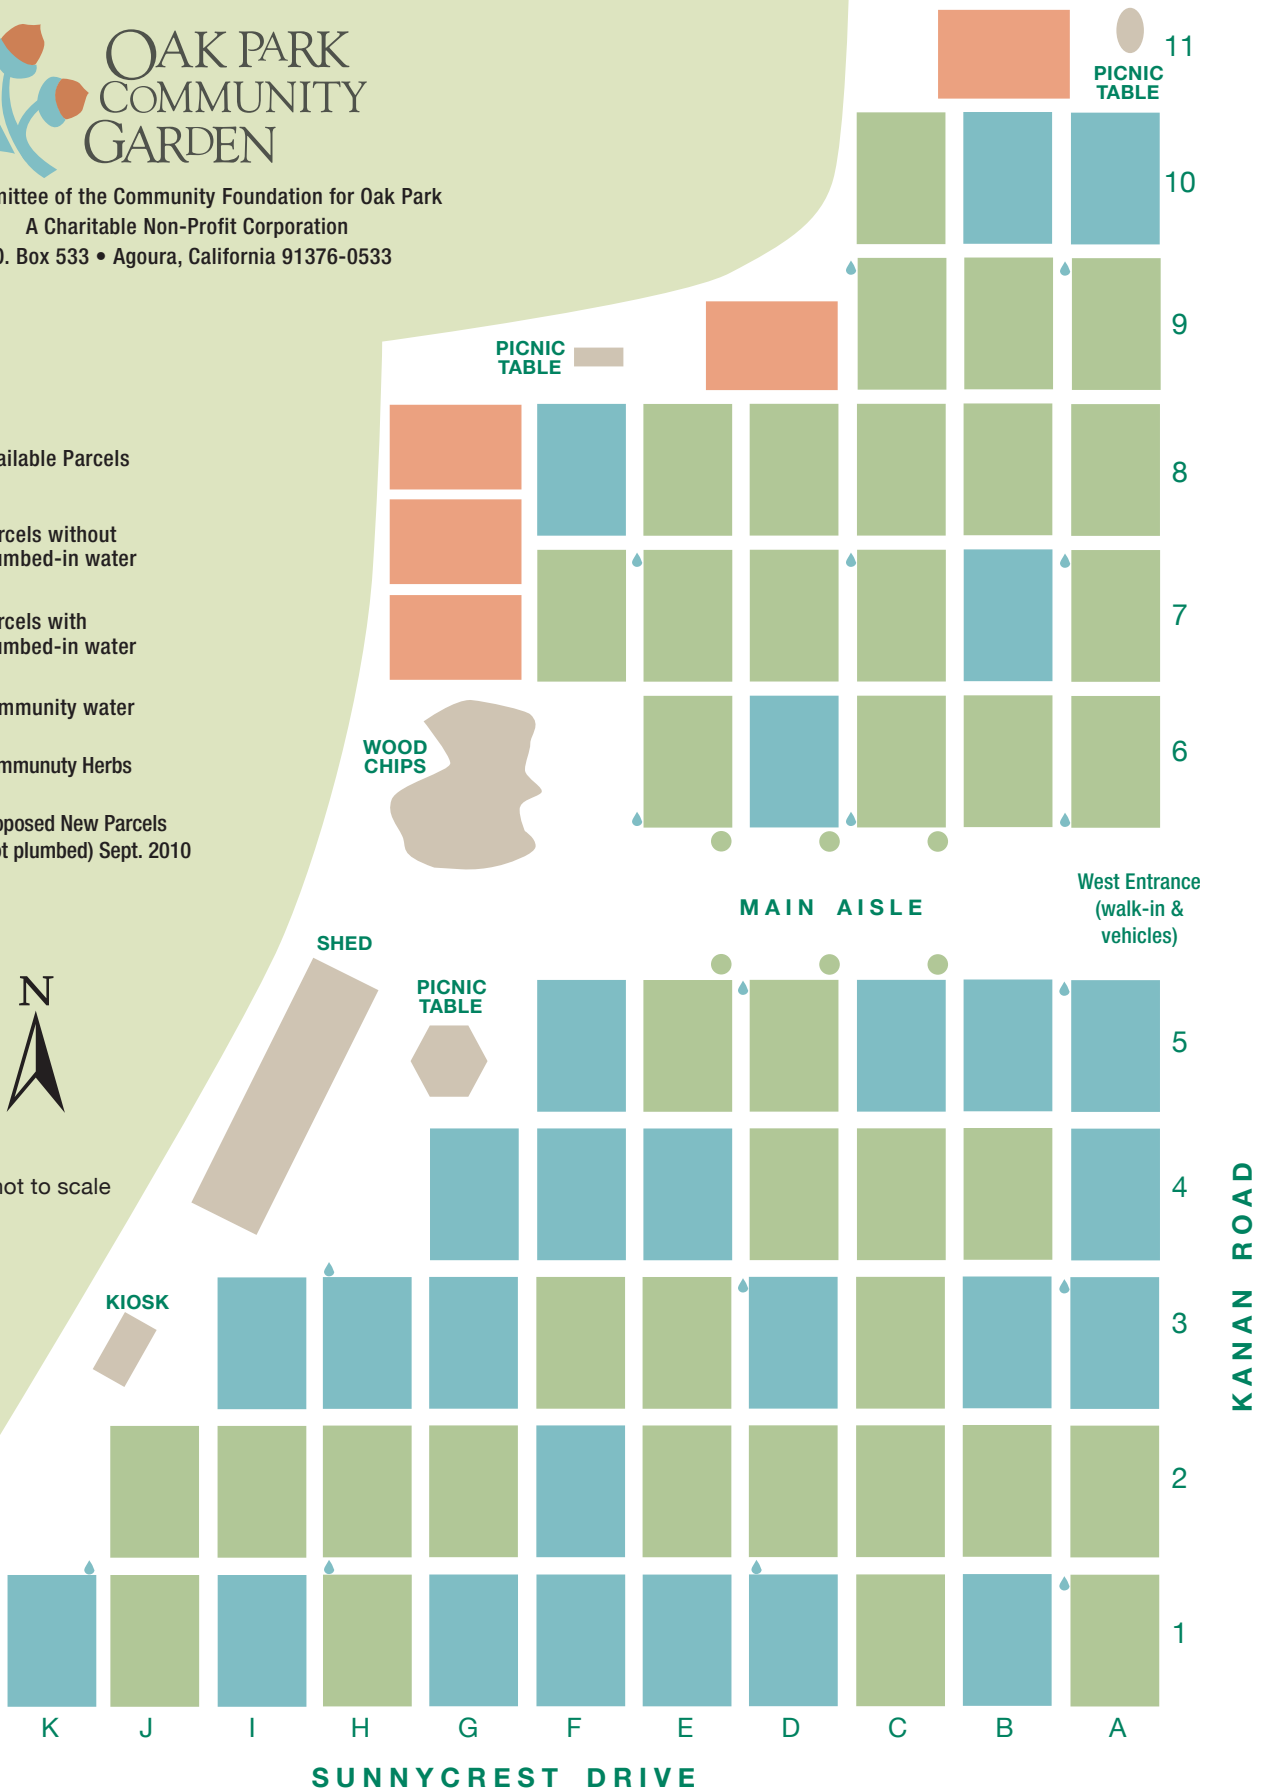 OAK PARK
COMMUNITY
GARDEN
mittee of the Community Foundation for Oak Park
A Charitable Non-Profit Corporation
O. Box 533 • Agoura, California 91376-0533
ailable Parcels
rcels without
umbed-in water
rcels with
umbed-in water
mmunity water
mmunuty Herbs
oposed New Parcels
ot plumbed) Sept. 2010
N
not to scale
PICNIC
TABLE
11
10
9
PICNIC
TABLE
8
7
6
WOOD
CHIPS
West Entrance
(walk-in &
vehicles)
MAIN AISLE
SHED
PICNIC
TABLE
5
4
KIOSK
3
2
1
KANAN ROAD
K J I H G F E D C B A
SUNNYCREST DRIVE